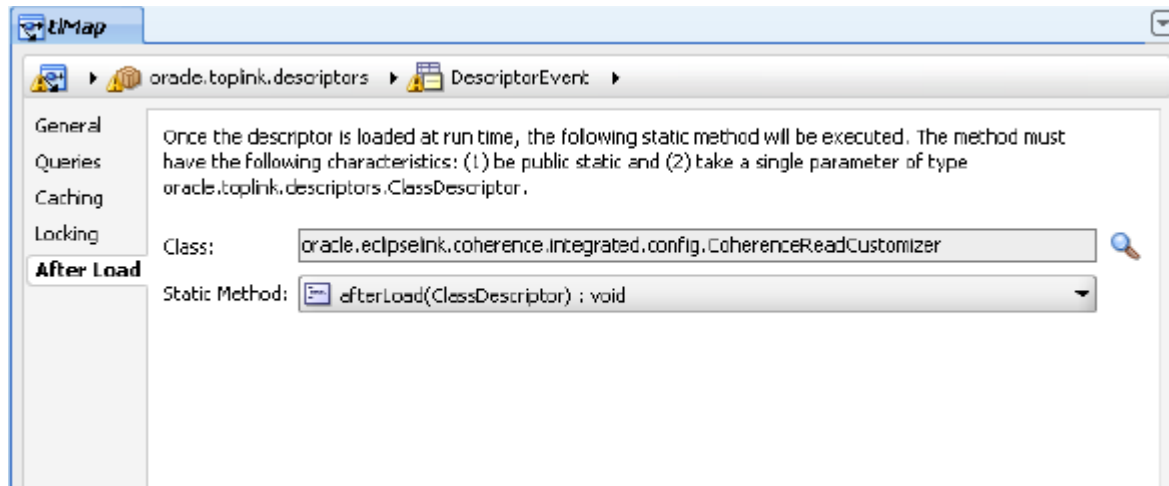 tlMap
oracle.toplink.descriptors DescriptorEvent
General
Queries
Caching
Locking
After Load
Once the descriptor is loaded at run time, the following static method will be executed. The method must
have the following characteristics: (1) be public static and (2) take a single parameter of type
oracle.toplink.descriptors.ClassDescriptor.
Class: oracle.eclipselink.coherence.integrated.config.CoherenceReadCustomizer
Static Method: afterLoad(ClassDescriptor) : void